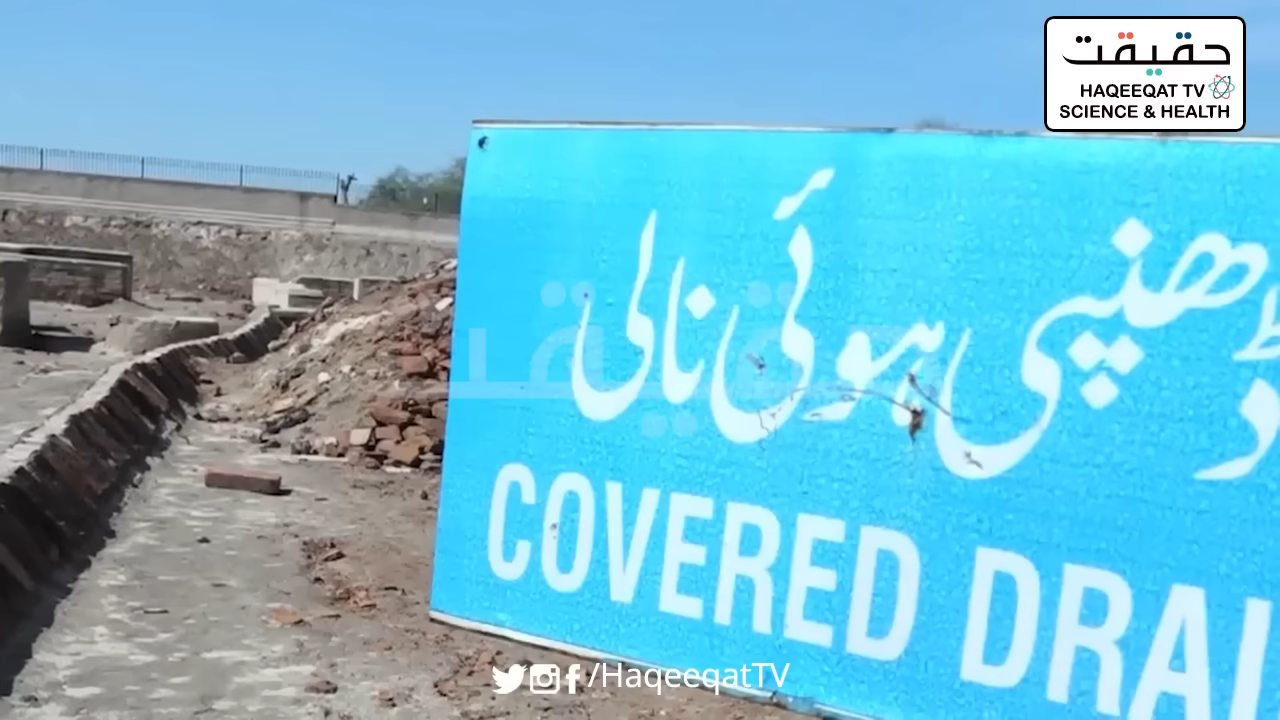 حقیقت
HAQEEQAT TV
SCIENCE & HEALTH
ڈھنپی ہوئی نالی
COVERED DRAI
/HaqeeqatTV